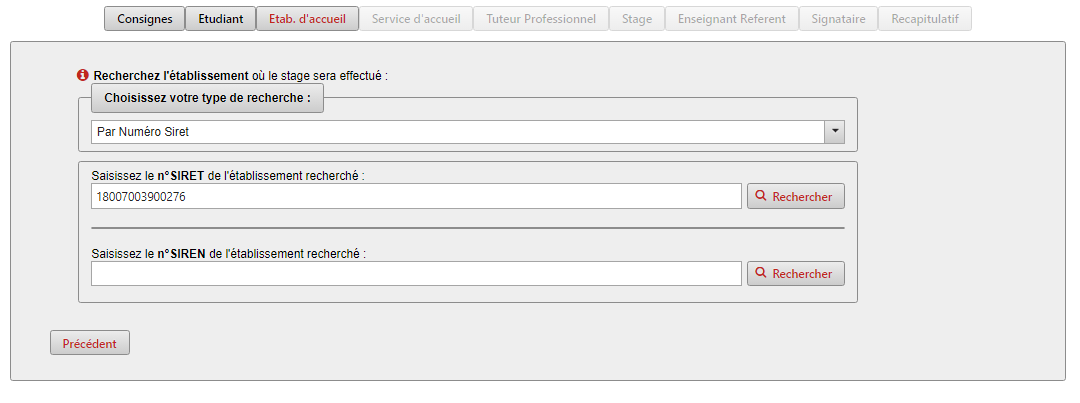 Consignes Etudiant Etab. d'accueil Service d'accueil Tuteur Professionnel Stage Enseignant Referent Signataire Recapitulatif
Recherchez l'établissement où le stage sera effectué :
Choisissez votre type de recherche :
Par Numéro Siret
Saisissez le n°SIRET de l'établissement recherché :
18007003900276 Rechercher
Saisissez le n°SIREN de l'établissement recherché :
Rechercher
Précédent